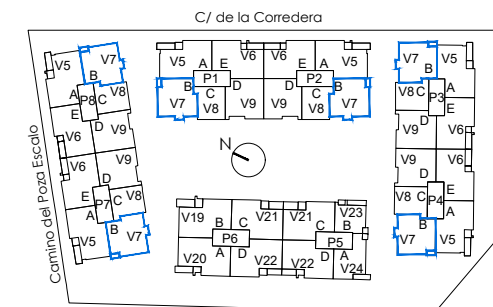 C/ de la Corredera
Camino del Poza Escalo
V5 V7 B A P8 C V8 E D V6 V9
V6 V9 E D P7 C V8 A B V5 V7
V5 A E V6 V6 E A V5
P1 P2
B C D D C B
V7 V8 V9 V9 V8 V7
N
V7 B A V5
V8 C P3
D E
V9 V6
V9 V6
D E
V8 C P4
V7 B A V5
V19 V21 V21 V23
B C C B
P6 P5
A D D A
V20 V22 V22 V24